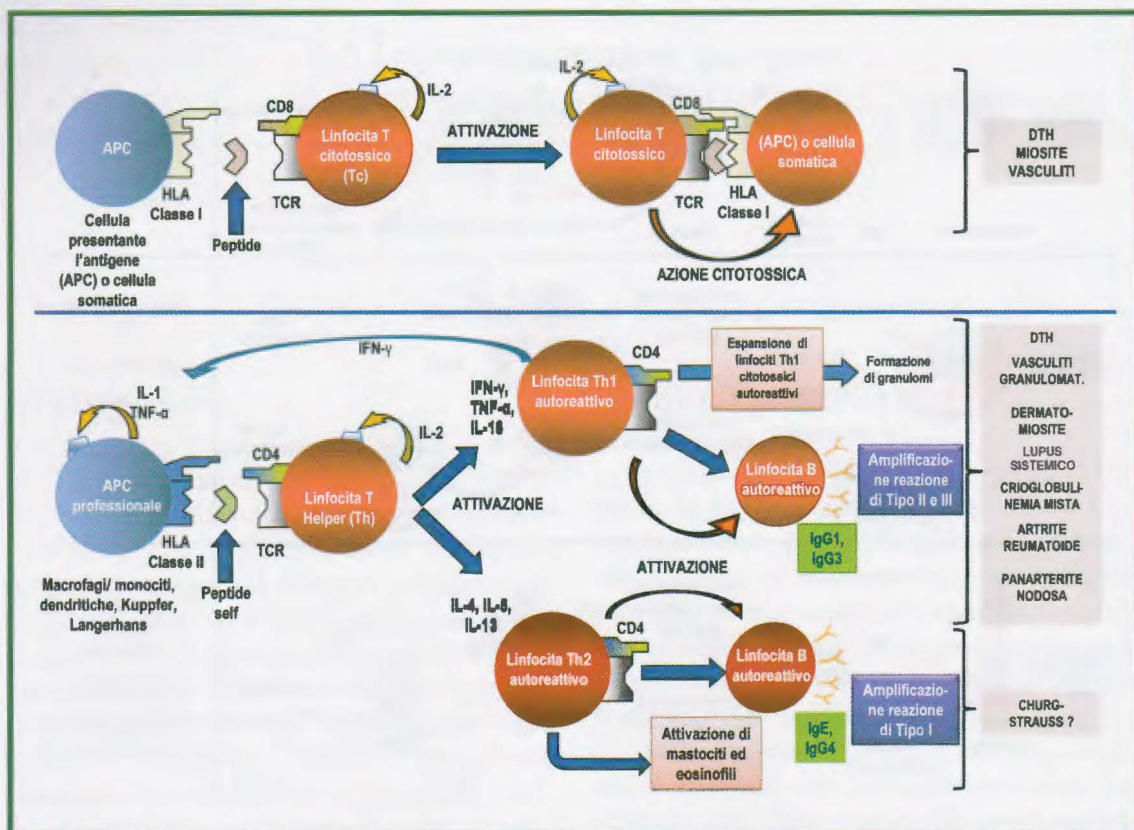 IL-2
CD8
APC
Linfocita T
citotossico
(Tc)
HLA
Classe I
TCR
Peptide
Cellula
presentante
l'antigene
(APC) o cellula
somatica
ATTIVAZIONE
IL-2
CD8
Linfocita T
citotossico
(APC) o cellula
somatica
TCR
HLA
Classe I
AZIONE CITOTOSSICA
DTH
MIOSITE
VASCULITI
IFN-γ
IL-1
TNF-α
APC
professionale
CD4
IL-2
Linfocita T
Helper (Th)
HLA
Classe II
TCR
Peptide
self
Macrofagi/ monociti,
dendritiche, Kuppfer,
Langerhans
ATTIVAZIONE
IFN-γ,
TNF-α,
Linfocita Th1
autoreattivo
CD4
Espansione di
linfociti Th1
citotossici
autoreattivi
Formazione
di granulomi
Linfocita B
autoreattivo
IgG1,
IgG3
Amplificazio-
ne reazione
di Tipo II e III
ATTIVAZIONE
IL-4,
IL-13
Linfocita Th2
autoreattivo
CD4
Linfocita B
autoreattivo
IgE,
IgG4
Amplificazio-
ne reazione
di Tipo I
Attivazione di
mastociti ed
eosinofili
DTH
VASCULITI
GRANULOMAT.
DERMATO-
MIOSITE
LUPUS
SISTEMICO
CRIOGLOBULI-
NEMIA MISTA
ARTRITE
REUMATOIDE
PANARTERITE
NODOSA
CHURG-
STRAUSS ?